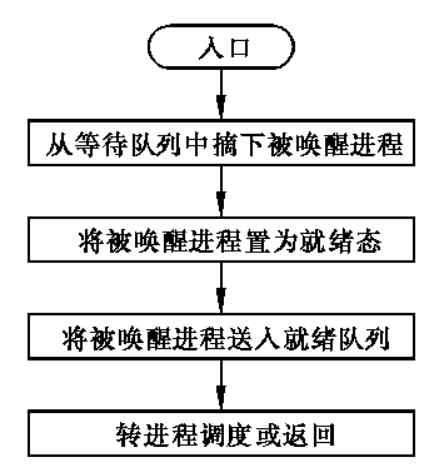 入口
从等待队列中摘下被唤醒进程
将被唤醒进程置为就绪态
将被唤醒进程送入就绪队列
转进程调度或返回